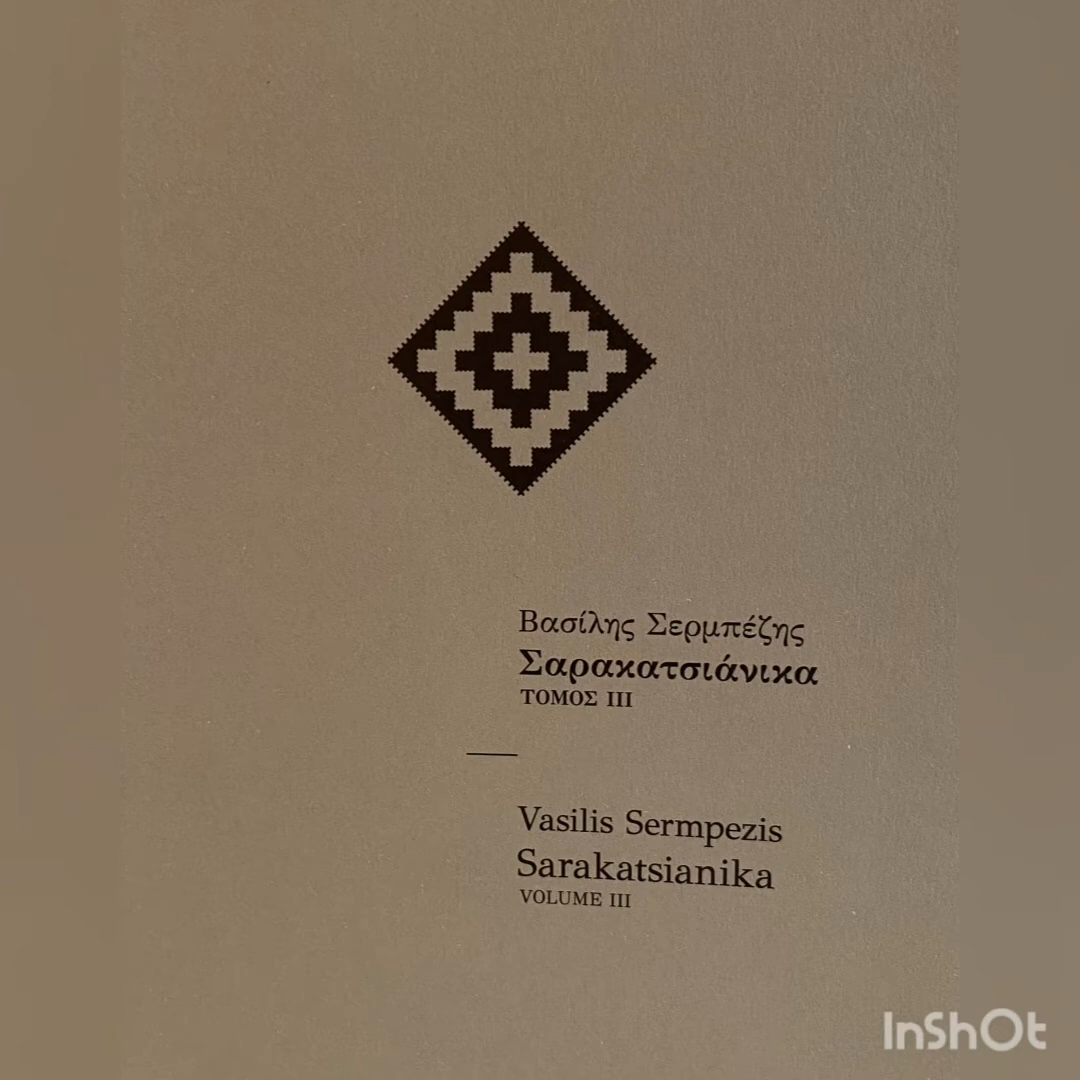 Βασίλης Σερμπέζης
Σαρακατσιάνικα
ΤΟΜΟΣ III
Vasilis Sermpezis
Sarakatsianika
VOLUME III
InShOt